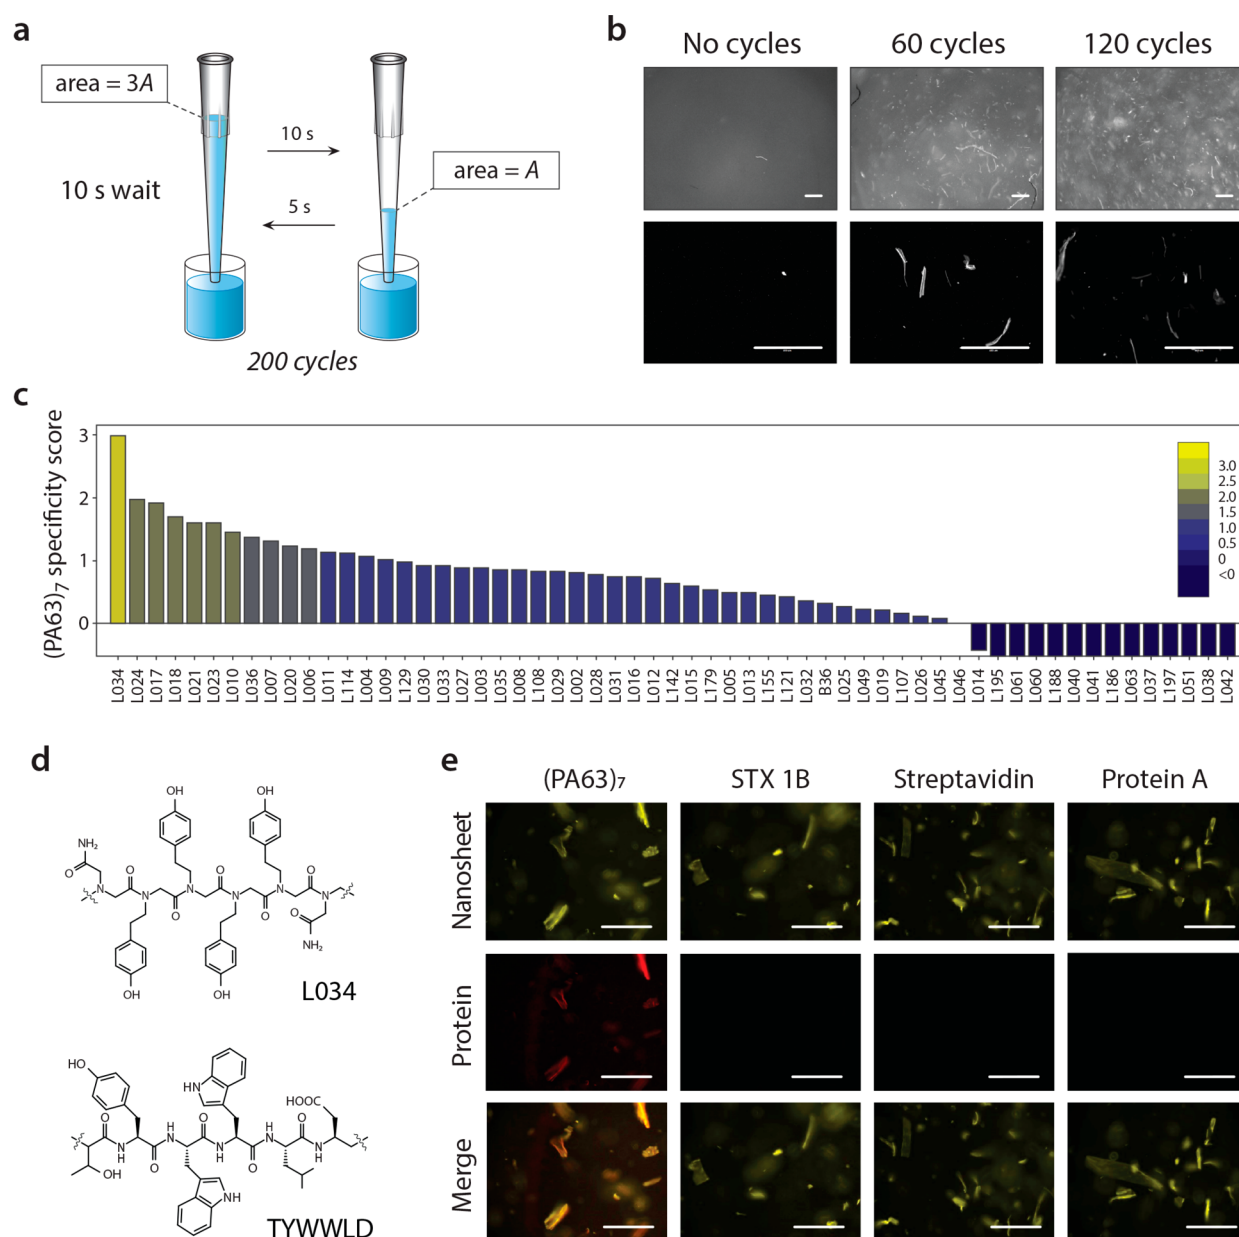 a
area = 3A
10 s wait
10 s
5 s
area = A
200 cycles
b
No cycles
60 cycles
120 cycles
c
(PA63)₇ specificity score
3
2
1
0
3.0
2.5
2.0
1.5
1.0
0.5
0
<0
L034
L024
L017
L018
L021
L023
L010
L036
L007
L020
L006
L011
L114
L004
L009
L129
L030
L033
L027
L003
L035
L008
L108
L029
L002
L028
L031
L016
L012
L142
L015
L179
L005
L013
L155
L121
L032
B36
L025
L049
L019
L107
L026
L045
L046
L014
L195
L061
L060
L188
L040
L041
L186
L063
L037
L197
L051
L038
L042
d
OH
OH
NH₂
O
O
O
O
N
N
N
N
N
N
O
O
O
NH₂
OH
OH
L034
HO
HN
HOOC
O
H
N
O
H
N
O
N
H
N
H
N
H
O
O
OH
NH
TYWWLD
e
(PA63)₇
STX 1B
Streptavidin
Protein A
Nanosheet
Protein
Merge